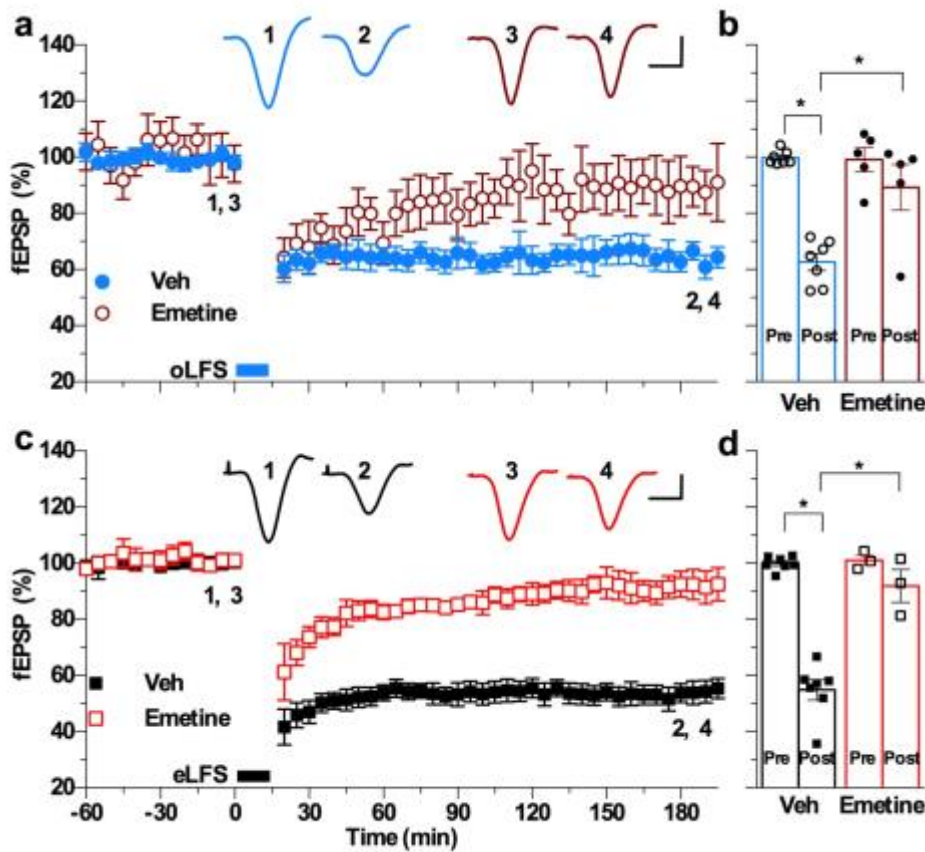 a
b
140
120
100
80
60
40
20
fEPSP (%)
1
2
3
4
1, 3
2, 4
Veh
Emetine
oLFS
*
*
Pre
Post
Pre
Post
Veh
Emetine
c
d
140
120
100
80
60
40
20
fEPSP (%)
1
2
3
4
1, 3
2, 4
Veh
Emetine
eLFS
-60
-30
0
30
60
90
120
150
180
Time (min)
*
*
Pre
Post
Pre
Post
Veh
Emetine